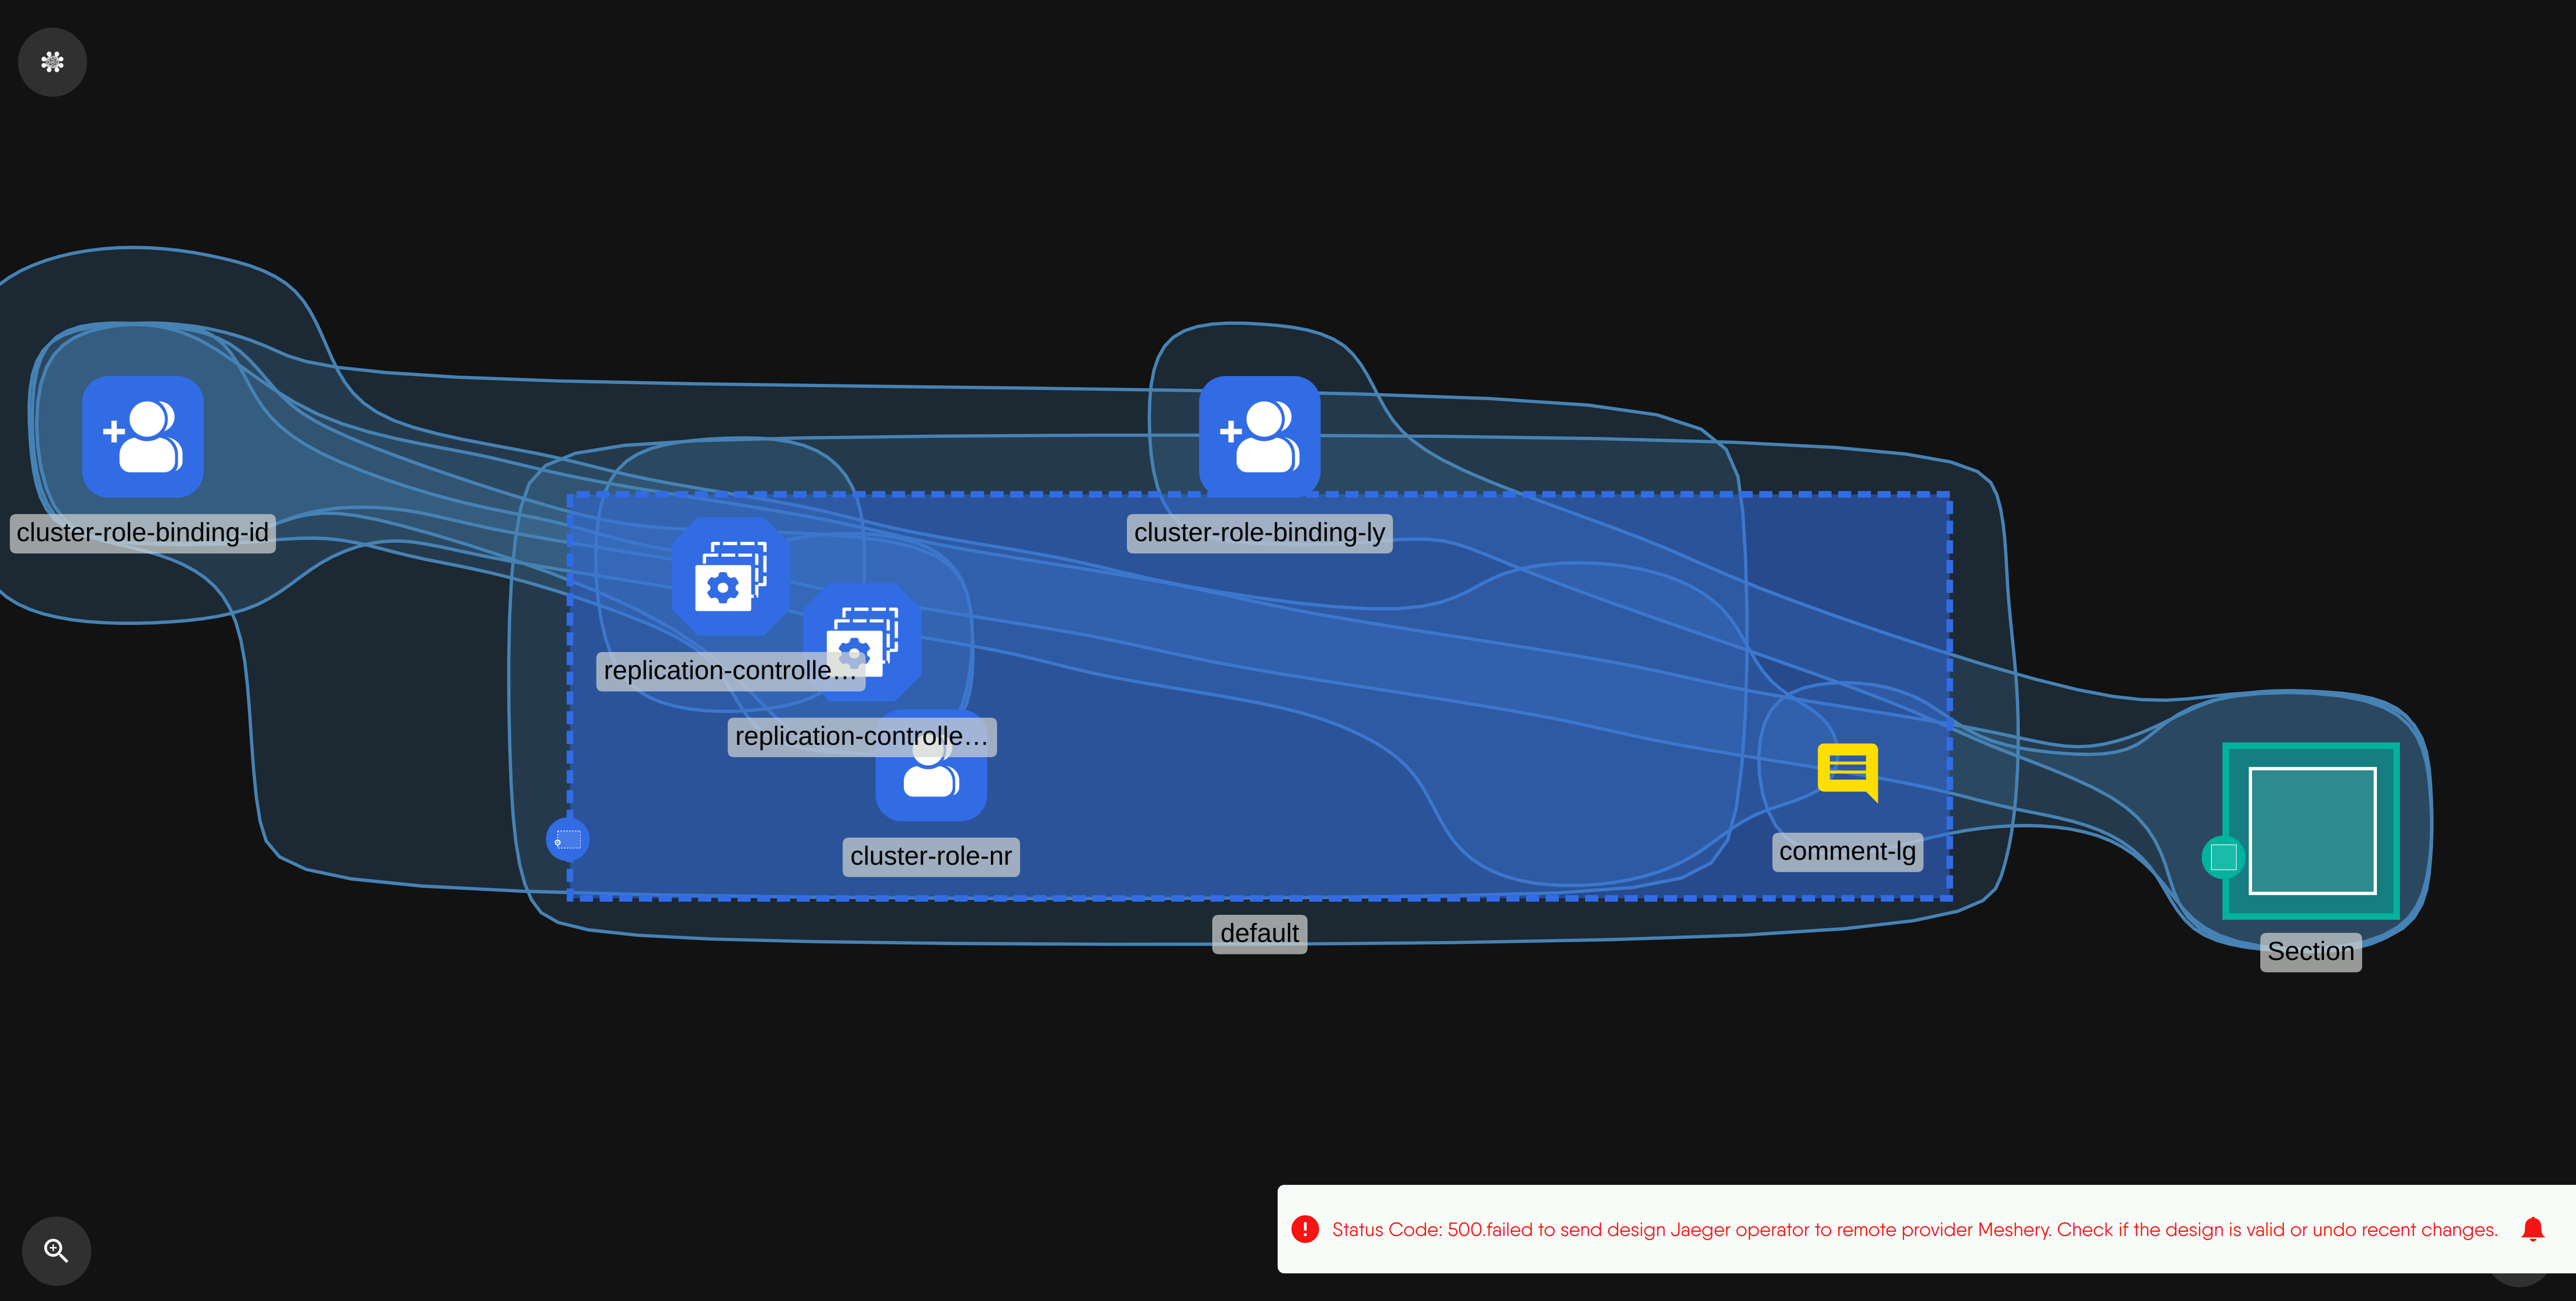 cluster-role-binding-id
cluster-role-binding-ly
replication-controlle…
replication-controlle…
cluster-role-nr
comment-lg
default
Section
Status Code: 500.failed to send design Jaeger operator to remote provider Meshery. Check if the design is valid or undo recent changes.